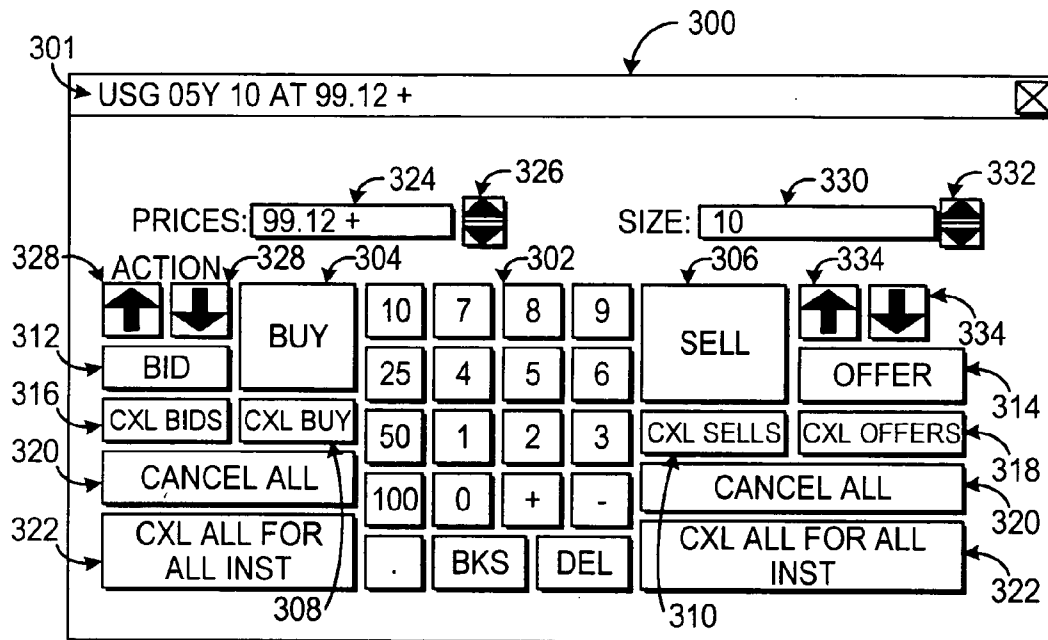 300
301
USG 05Y 10 AT 99.12 +
324
326
330
332
PRICES: 99.12 +
SIZE: 10
328
ACTION
328
304
302
306
334
BUY
10 7 8 9
SELL
334
312
BID
25 4 5 6
OFFER
314
316
CXL BIDS
CXL BUY
50 1 2 3
CXL SELLS
CXL OFFERS
318
320
CANCEL ALL
100 0 + -
CANCEL ALL
320
322
CXL ALL FOR
ALL INST
. BKS DEL
CXL ALL FOR ALL
INST
322
308
310